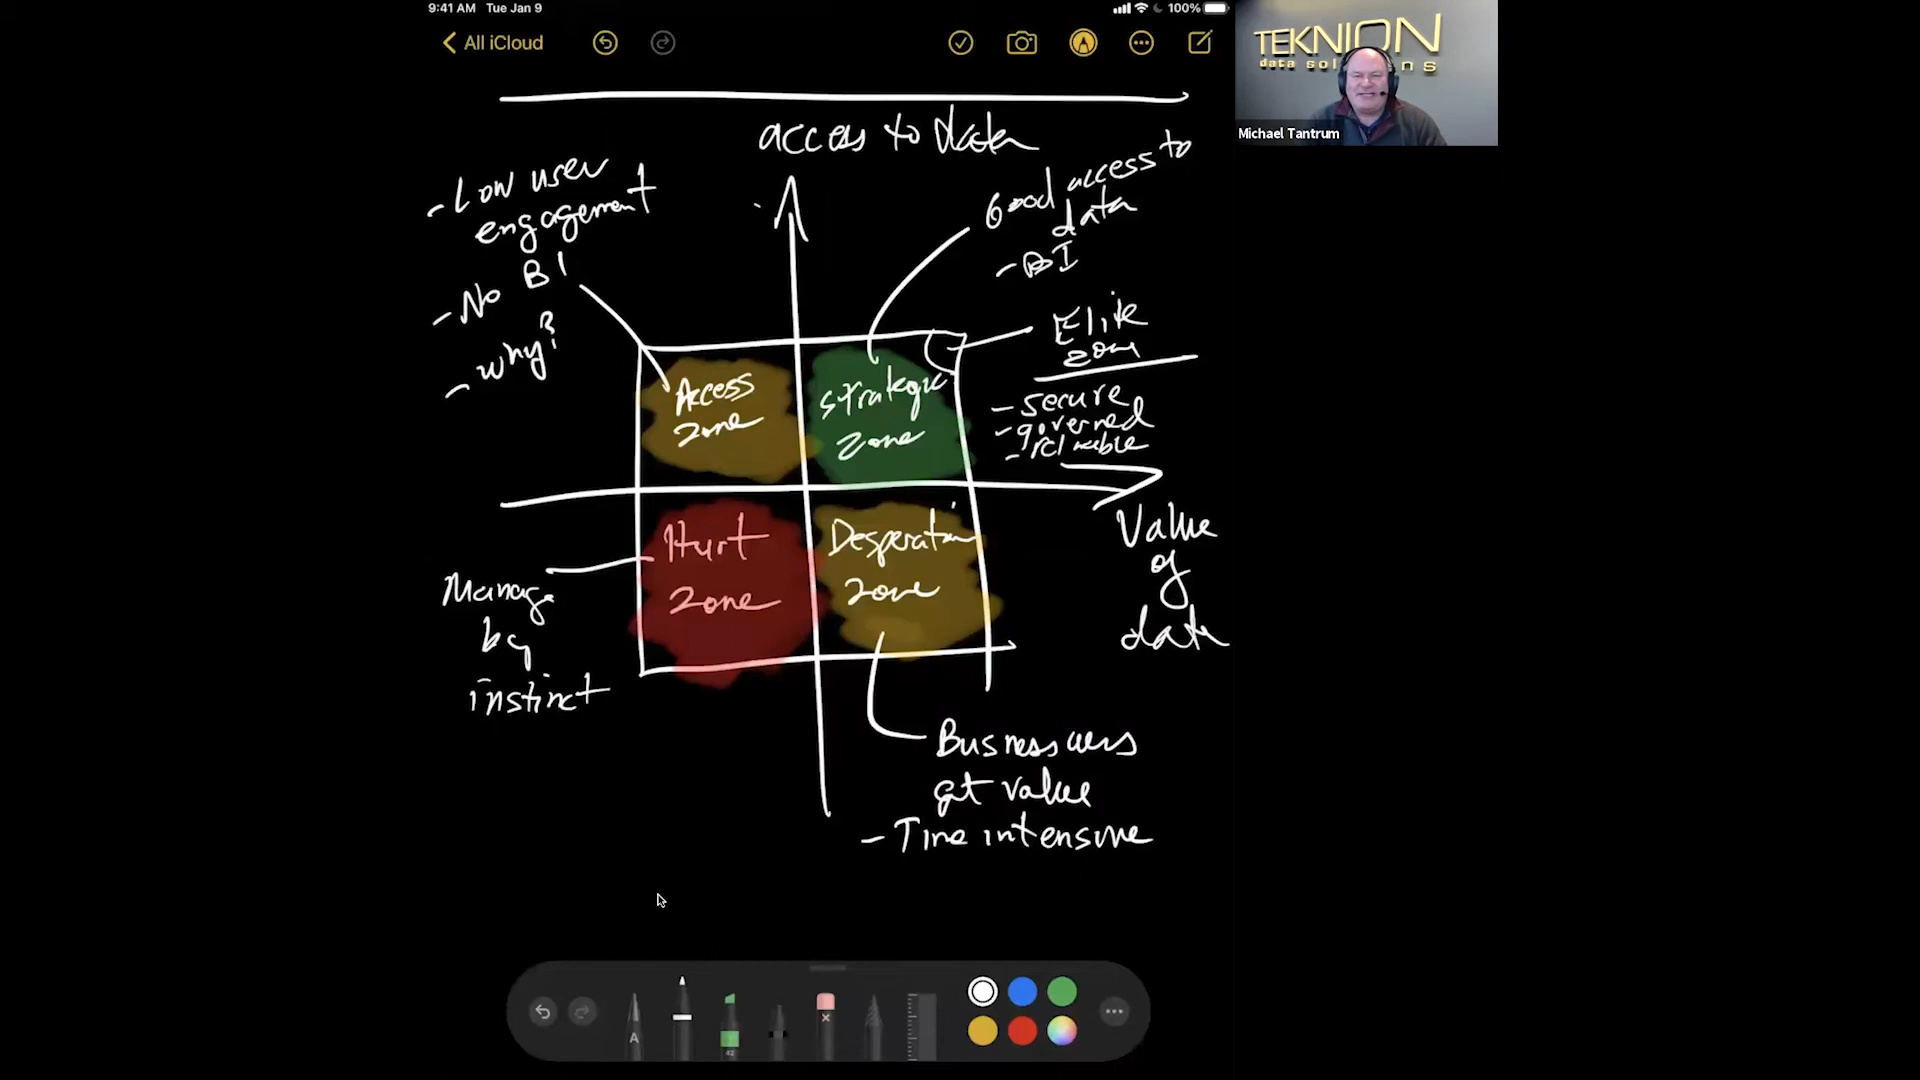 9:41 AM Tue Jan 9
100%
All iCloud
TEKNION
data solutions
Michael Tantrum
access to data
- Low user
engagement
- No BI
- why?
Good access to
data
- BI
Elite
zone
- secure
- governed
- reliable
Access
zone
strategic
zone
Hurt
zone
Desperation
zone
Value
of
data
Manage
by
instinct
Business users
get value
- Time intensive
A
42